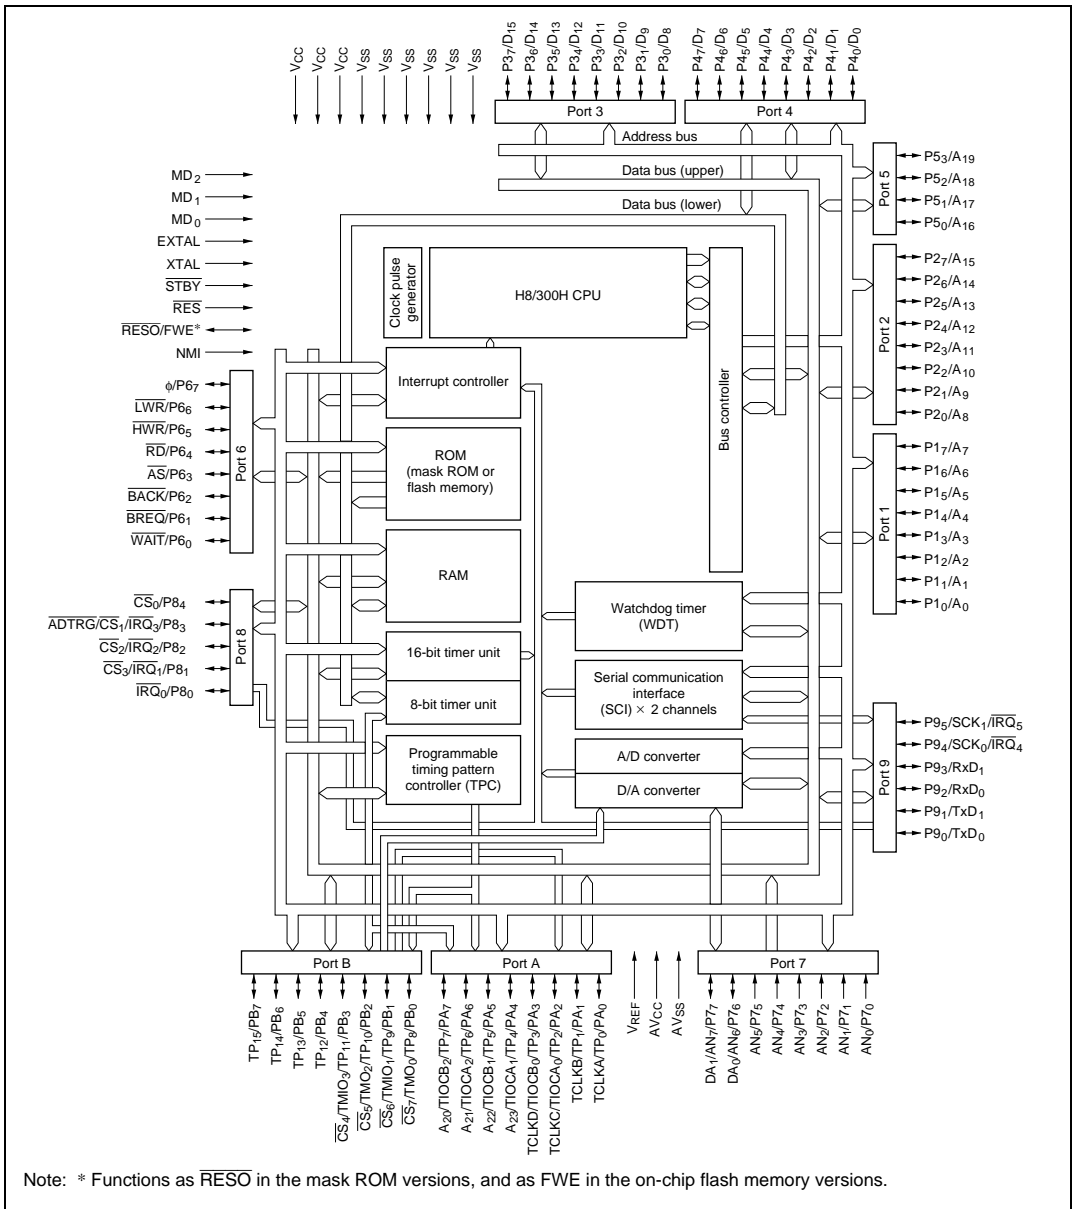 VCC
VCC
VCC
VSS
VSS
VSS
VSS
VSS
VSS
P37/D15
P36/D14
P35/D13
P34/D12
P33/D11
P32/D10
P31/D9
P30/D8
P47/D7
P46/D6
P45/D5
P44/D4
P43/D3
P42/D2
P41/D1
P40/D0
Port 3
Port 4
Address bus
Data bus (upper)
Data bus (lower)
MD2
MD1
MD0
EXTAL
XTAL
STBY
RES
RESO/FWE*
NMI
Port 5
P53/A19
P52/A18
P51/A17
P50/A16
Clock pulse
generator
H8/300H CPU
Bus controller
Port 2
P27/A15
P26/A14
P25/A13
P24/A12
P23/A11
P22/A10
P21/A9
P20/A8
ϕ/P67
LWR/P66
HWR/P65
RD/P64
AS/P63
BACK/P62
BREQ/P61
WAIT/P60
Port 6
Interrupt controller
ROM
(mask ROM or
flash memory)
RAM
Port 1
P17/A7
P16/A6
P15/A5
P14/A4
P13/A3
P12/A2
P11/A1
P10/A0
CS0/P84
ADTRG/CS1/IRQ3/P83
CS2/IRQ2/P82
CS3/IRQ1/P81
IRQ0/P80
Port 8
16-bit timer unit
8-bit timer unit
Programmable
timing pattern
controller (TPC)
Watchdog timer
(WDT)
Serial communication
interface
(SCI) × 2 channels
A/D converter
D/A converter
Port 9
P95/SCK1/IRQ5
P94/SCK0/IRQ4
P93/RxD1
P92/RxD0
P91/TxD1
P90/TxD0
Port B
Port A
Port 7
TP15/PB7
TP14/PB6
TP13/PB5
TP12/PB4
CS4/TMIO3/TP11/PB3
CS5/TMO2/TP10/PB2
CS6/TMIO1/TP9/PB1
CS7/TMO0/TP8/PB0
A20/TIOCB2/TP7/PA7
A21/TIOCA2/TP6/PA6
A22/TIOCB1/TP5/PA5
A23/TIOCA1/TP4/PA4
TCLKD/TIOCB0/TP3/PA3
TCLKC/TIOCA0/TP2/PA2
TCLKB/TP1/PA1
TCLKA/TP0/PA0
VREF
AVCC
AVSS
DA1/AN7/P77
DA0/AN6/P76
AN5/P75
AN4/P74
AN3/P73
AN2/P72
AN1/P71
AN0/P70
Note: * Functions as RESO in the mask ROM versions, and as FWE in the on-chip flash memory versions.